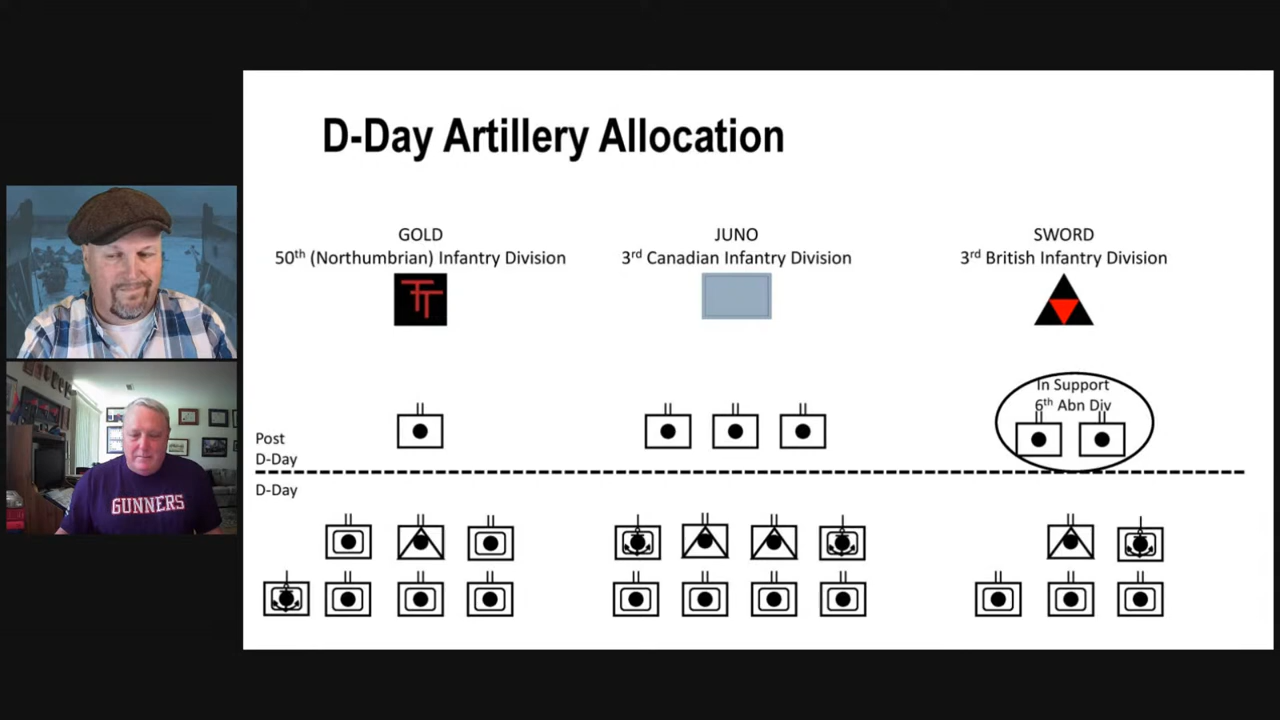 D-Day Artillery Allocation
GOLD
50th (Northumbrian) Infantry Division
JUNO
3rd Canadian Infantry Division
SWORD
3rd British Infantry Division
TT
In Support
6th Abn Div
Post
D-Day
D-Day
GUNNERS